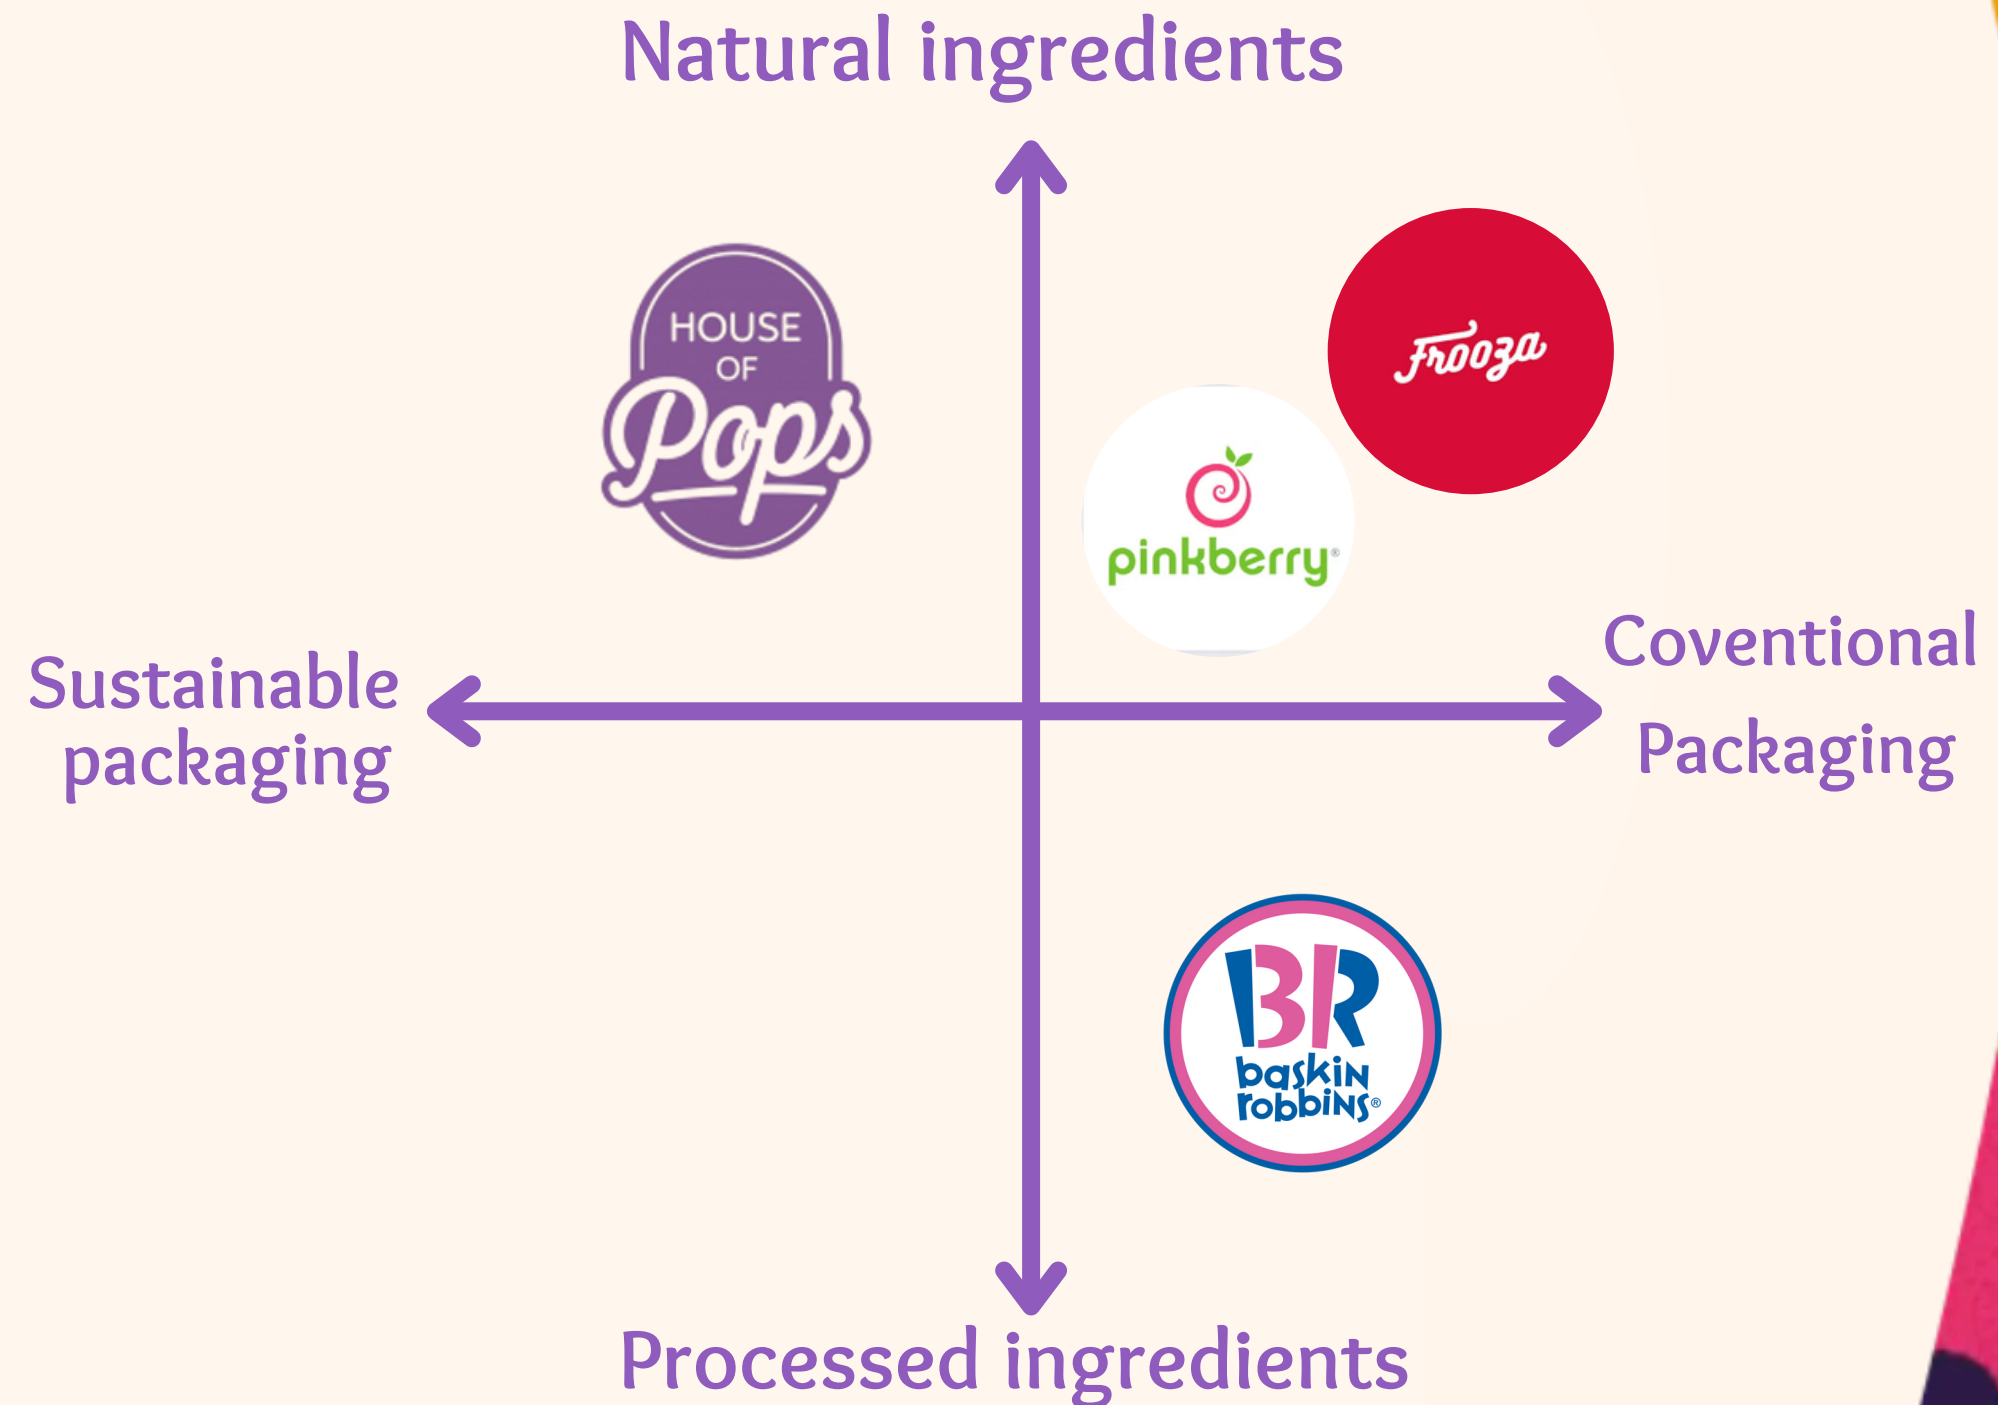 Natural ingredients
HOUSE
OF
Pops
Frooza
pinkberry®
Sustainable
packaging
Coventional
Packaging
BR
baskin
robbins®
Processed ingredients